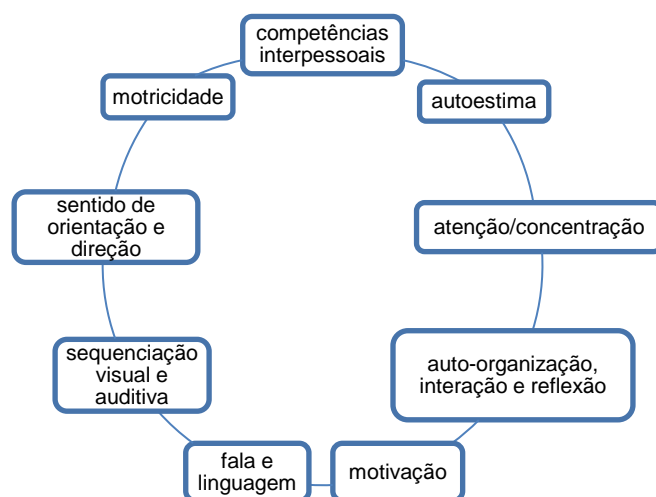 competências
interpessoais
autoestima
atenção/concentração
auto-organização,
interação e reflexão
motivação
fala e
linguagem
sequenciação
visual e
auditiva
sentido de
orientação e
direção
motricidade